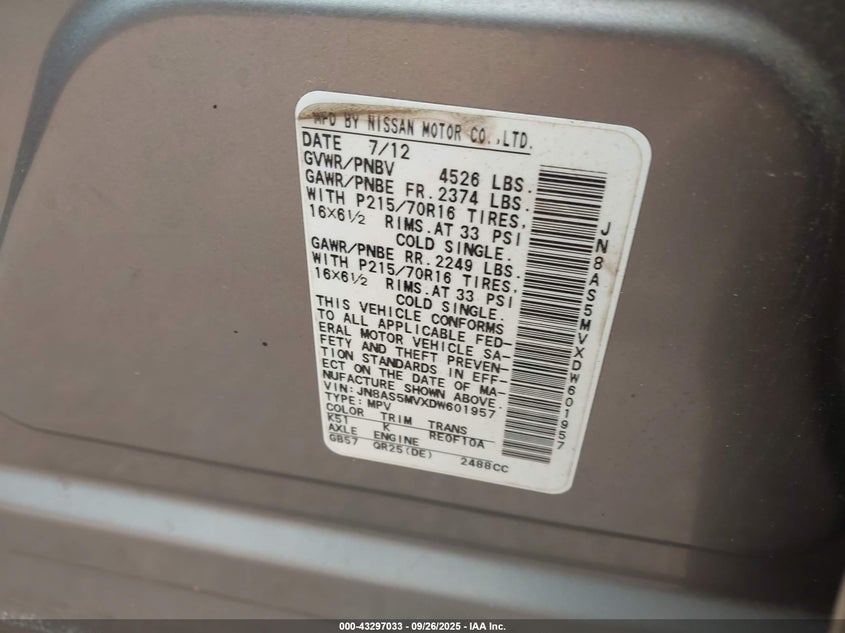 MFD BY NISSAN MOTOR CO.,LTD.
DATE 7/12
GVWR/PNBV 4526 LBS.
GAWR/PNBE FR. 2374 LBS.
WITH P215/70R16 TIRES,
16X6½ RIMS.AT 33 PSI
COLD SINGLE.
GAWR/PNBE RR. 2249 LBS.
WITH P215/70R16 TIRES,
16X6½ RIMS.AT 33 PSI
COLD SINGLE.
THIS VEHICLE CONFORMS
TO ALL APPLICABLE FED-
ERAL MOTOR VEHICLE SA-
FETY AND THEFT PREVEN-
TION STANDARDS IN EFF-
ECT ON THE DATE OF MA-
NUFACTURE SHOWN ABOVE.
VIN: JN8AS5MVXDW601957
TYPE: MPV
COLOR TRIM TRANS
K51 K RE0F10A
AXLE ENGINE
GB57 QR25(DE) 2488CC
JN8AS5MVXDW601957
000-43297033 - 09/26/2025 - IAA Inc.